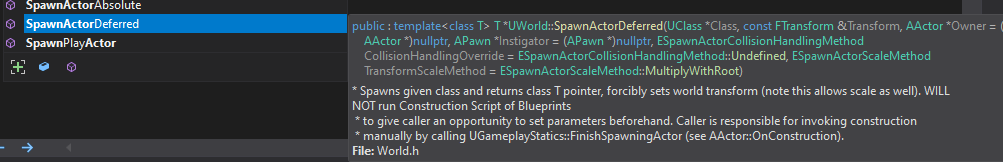 SpawnActorAbsolute
SpawnActorDeferred
SpawnPlayActor
public : template<class T> T *UWorld::SpawnActorDeferred(UClass *Class, const FTransform &Transform, AActor *Owner = (
AActor *)nullptr, APawn *Instigator = (APawn *)nullptr, ESpawnActorCollisionHandlingMethod
CollisionHandlingOverride = ESpawnActorCollisionHandlingMethod::Undefined, ESpawnActorScaleMethod
TransformScaleMethod = ESpawnActorScaleMethod::MultiplyWithRoot)
* Spawns given class and returns class T pointer, forcibly sets world transform (note this allows scale as well). WILL
NOT run Construction Script of Blueprints
* to give caller an opportunity to set parameters beforehand. Caller is responsible for invoking construction
* manually by calling UGameplayStatics::FinishSpawningActor (see AActor::OnConstruction).
File: World.h